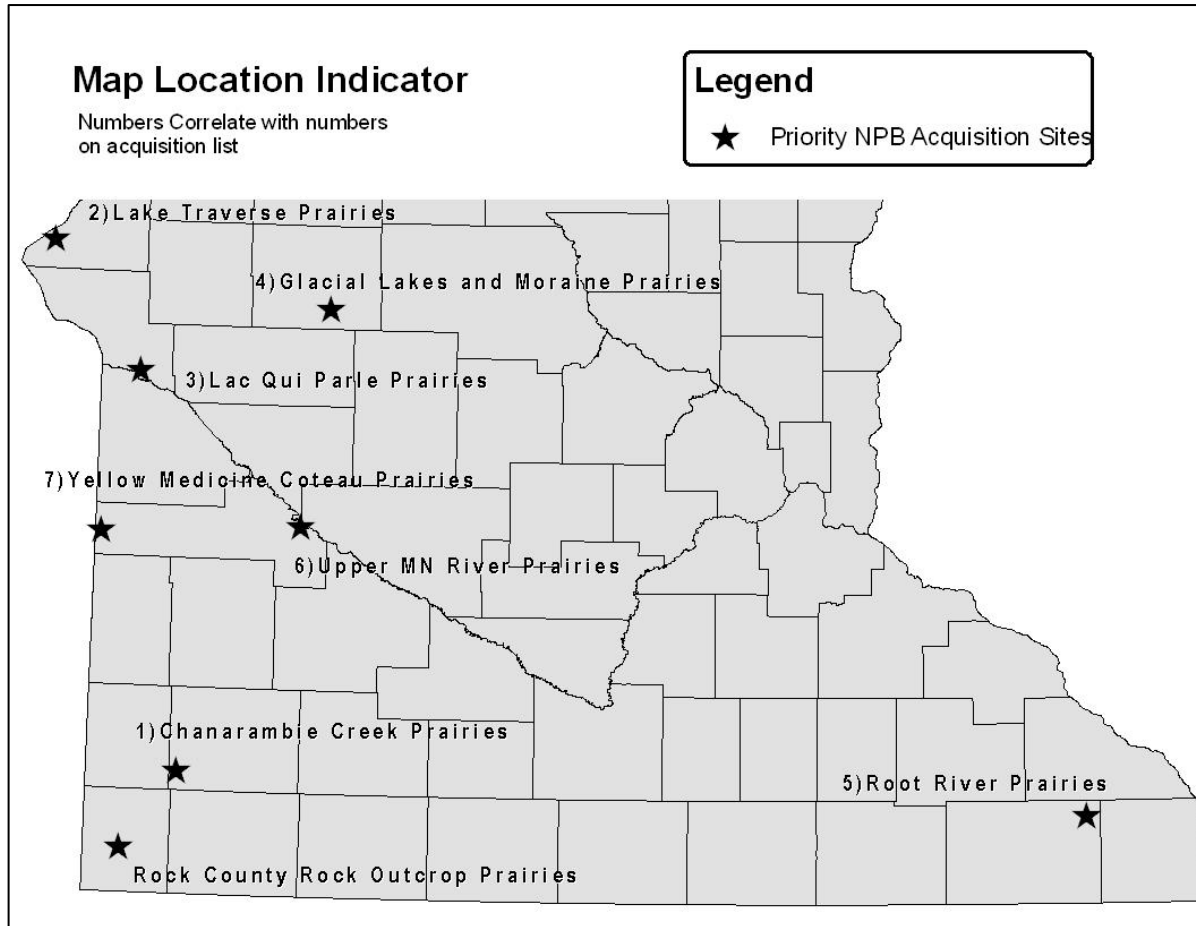 Map Location Indicator
Numbers Correlate with numbers
on acquisition list
Legend
Priority NPB Acquisition Sites
2)Lake Traverse Prairies
4)Glacial Lakes and Moraine Prairies
3)Lac Qui Parle Prairies
7)Yellow Medicine Coteau Prairies
6)Upper MN River Prairies
1)Chanarambie Creek Prairies
5)Root River Prairies
Rock County Rock Outcrop Prairies